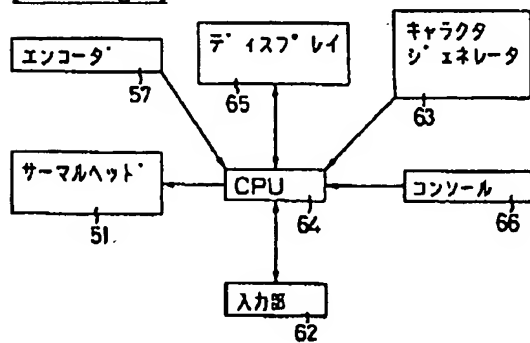 エンコーダ
57
ディスプレイ
65
キャラクタ
ジェネレータ
63
サーマルヘッド
51
CPU
64
コンソール
66
入力部
62